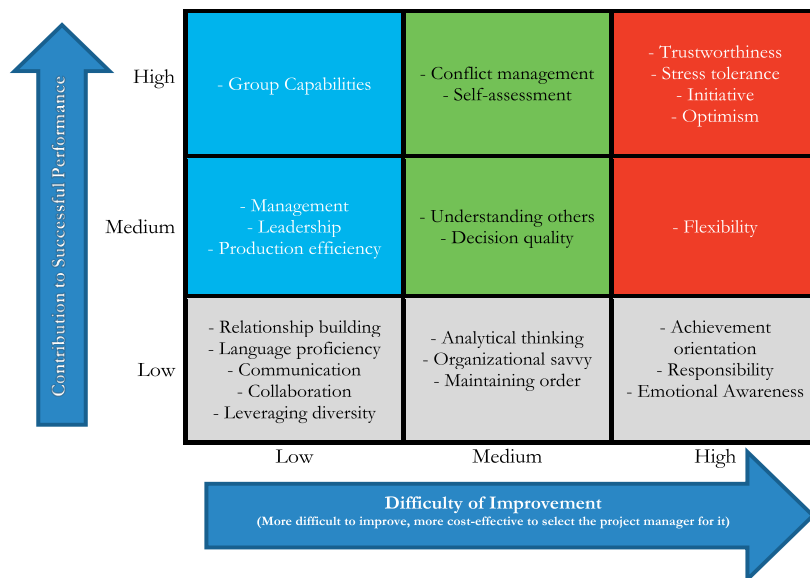 Contribution to Successful Performance
High
- Group Capabilities
- Conflict management
- Self-assessment
- Trustworthiness
- Stress tolerance
- Initiative
- Optimism
Medium
- Management
- Leadership
- Production efficiency
- Understanding others
- Decision quality
- Flexibility
Low
- Relationship building
- Language proficiency
- Communication
- Collaboration
- Leveraging diversity
- Analytical thinking
- Organizational savvy
- Maintaining order
- Achievement
orientation
- Responsibility
- Emotional Awareness
Low
Medium
High
Difficulty of Improvement
(More difficult to improve, more cost-effective to select the project manager for it)